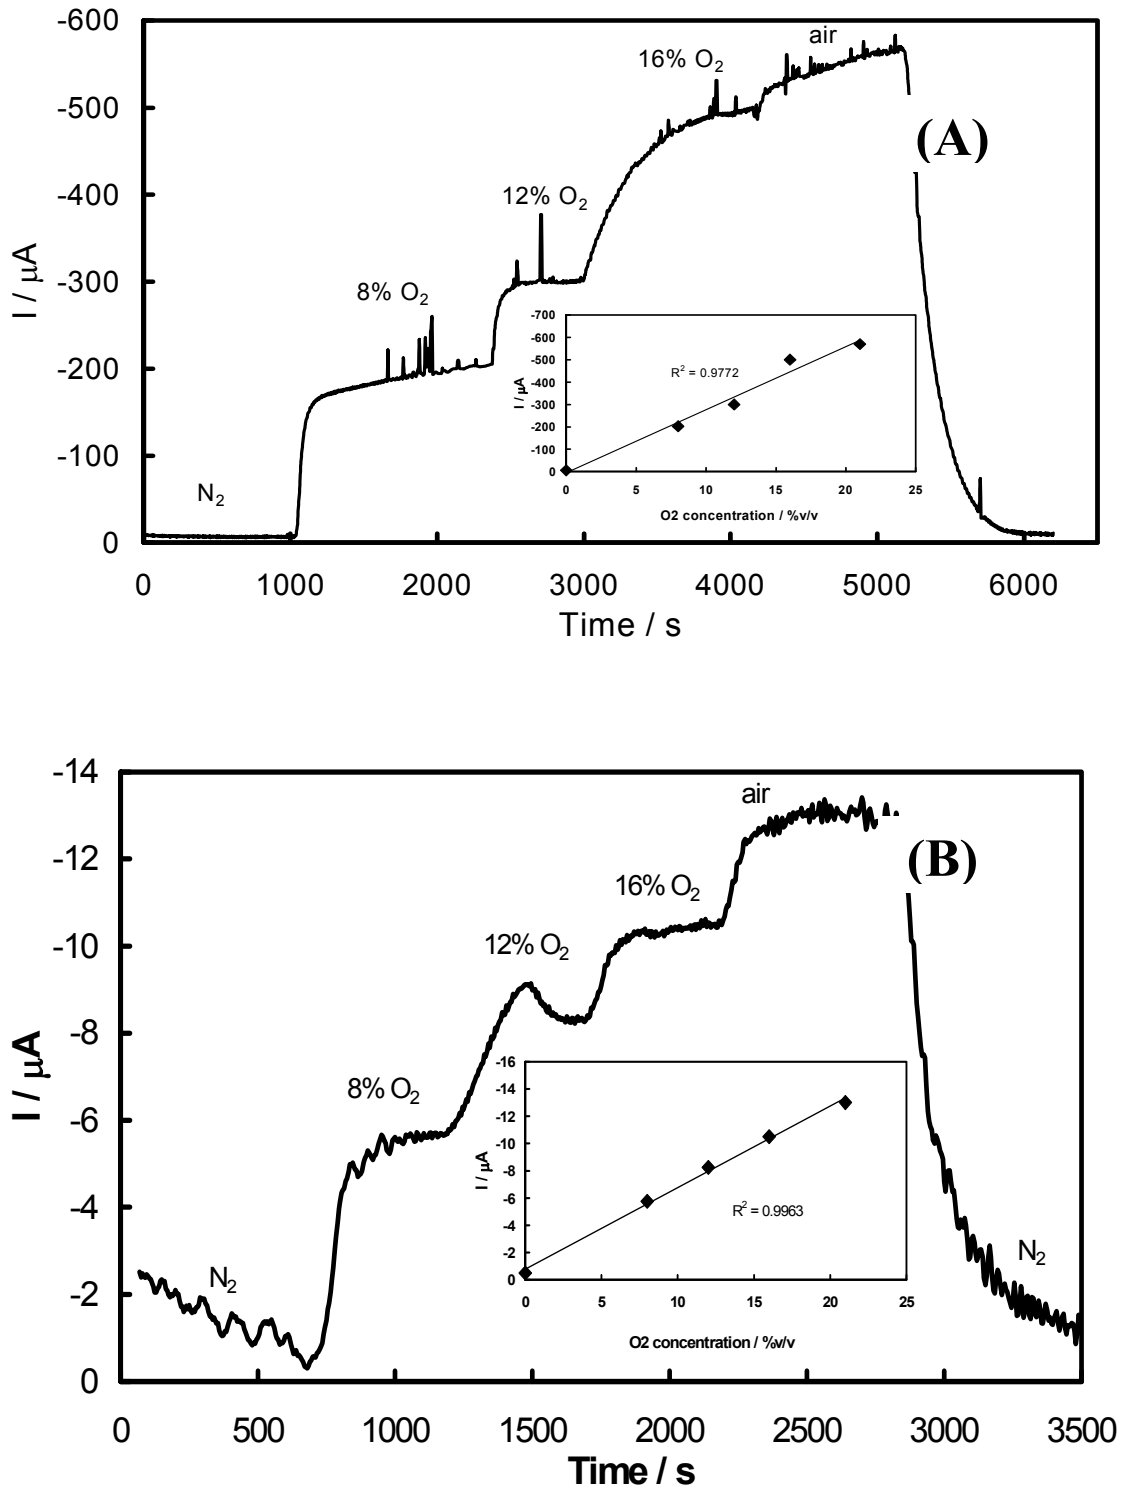 -600
-500
-400
-300
-200
-100
0
I / μA
N₂
8% O₂
12% O₂
16% O₂
air
(A)
-700
-600
-500
-400
-300
-200
-100
0
I / μA
R² = 0.9772
0 5 10 15 20 25
O2 concentration / %v/v
0 1000 2000 3000 4000 5000 6000
Time / s
-14
-12
-10
-8
-6
-4
-2
0
I / μA
N₂
8% O₂
12% O₂
16% O₂
air
(B)
N₂
-16
-14
-12
-10
-8
-6
-4
-2
0
I / μA
R² = 0.9963
0 5 10 15 20 25
O2 concentration / %v/v
0 500 1000 1500 2000 2500 3000 3500
Time / s